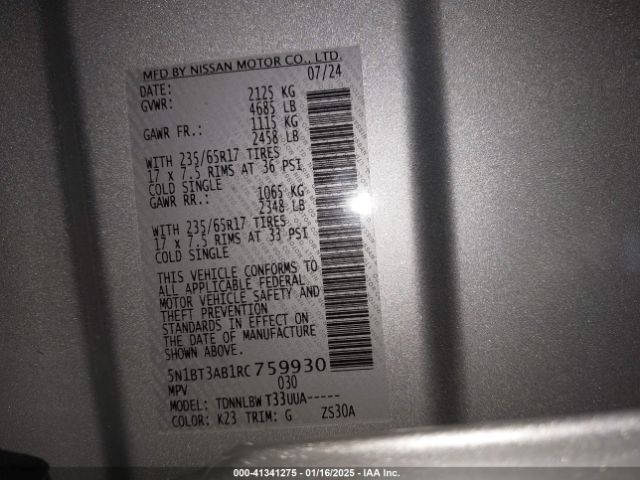 MFD BY NISSAN MOTOR CO., LTD.
DATE: 07/24
GVWR: 2125 KG
4685 LB
GAWR FR.: 1115 KG
2458 LB
WITH 235/65R17 TIRES
17 x 7.5 RIMS AT 36 PSI
COLD SINGLE
GAWR RR.: 1065 KG
2348 LB
WITH 235/65R17 TIRES
17 x 7.5 RIMS AT 33 PSI
COLD SINGLE
THIS VEHICLE CONFORMS TO
ALL APPLICABLE FEDERAL
MOTOR VEHICLE SAFETY AND
THEFT PREVENTION
STANDARDS IN EFFECT ON
THE DATE OF MANUFACTURE
SHOWN ABOVE.
5N1BT3AB1RC759930
MPV 030
MODEL: TDNNLBW T33UUA-----
COLOR: K23 TRIM: G ZS30A
000-41341275 - 01/16/2025 - IAA Inc.